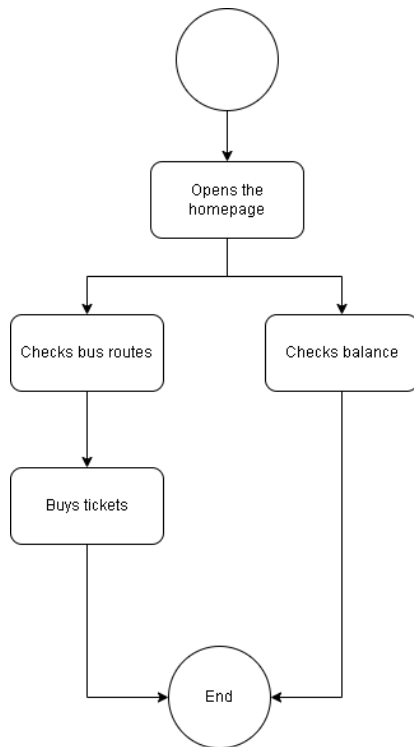 Opens the
homepage
Checks bus routes
Checks balance
Buys tickets
End